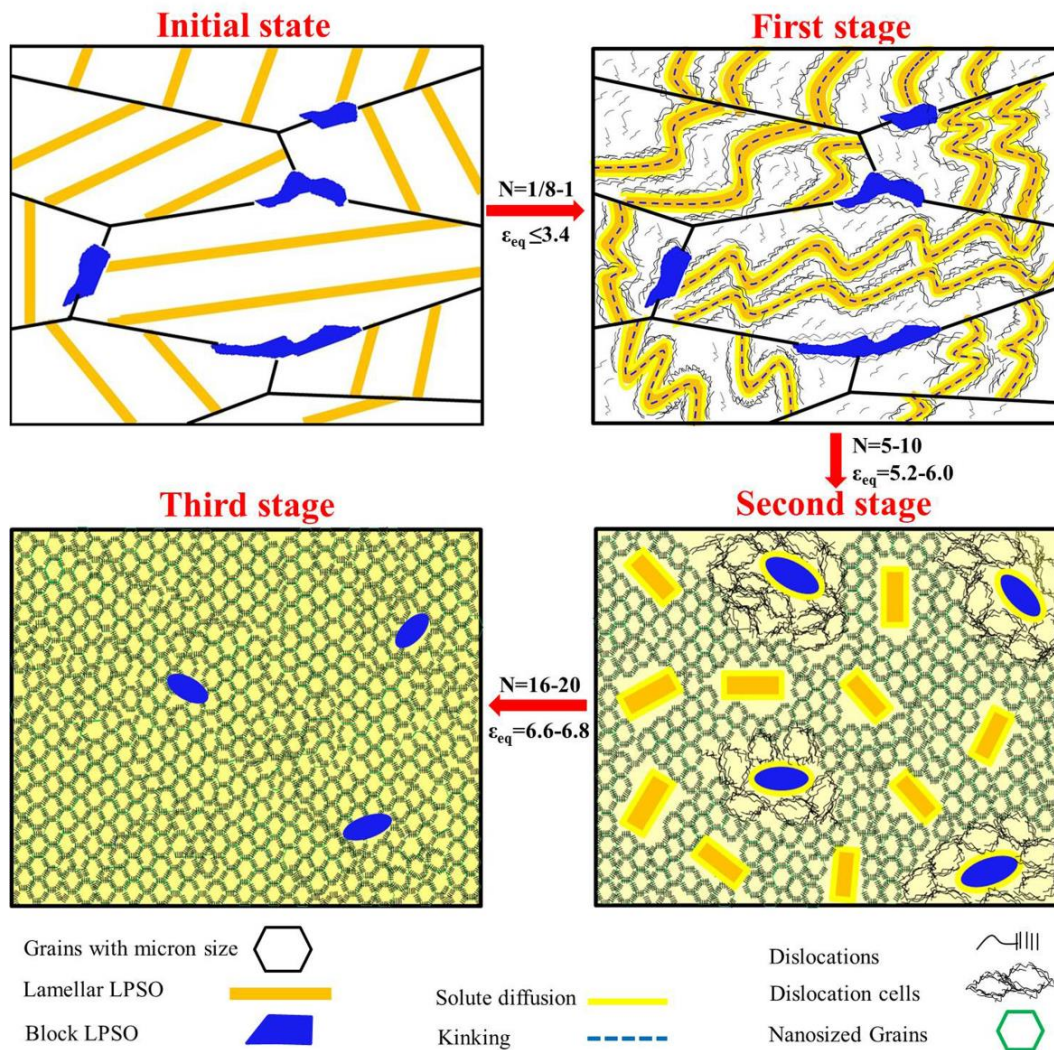 Initial state
First stage
N=1/8-1
εeq ≤3.4
N=5-10
εeq=5.2-6.0
Third stage
Second stage
N=16-20
εeq=6.6-6.8
Grains with micron size
Lamellar LPSO
Block LPSO
Solute diffusion
Kinking
Dislocations
Dislocation cells
Nanosized Grains